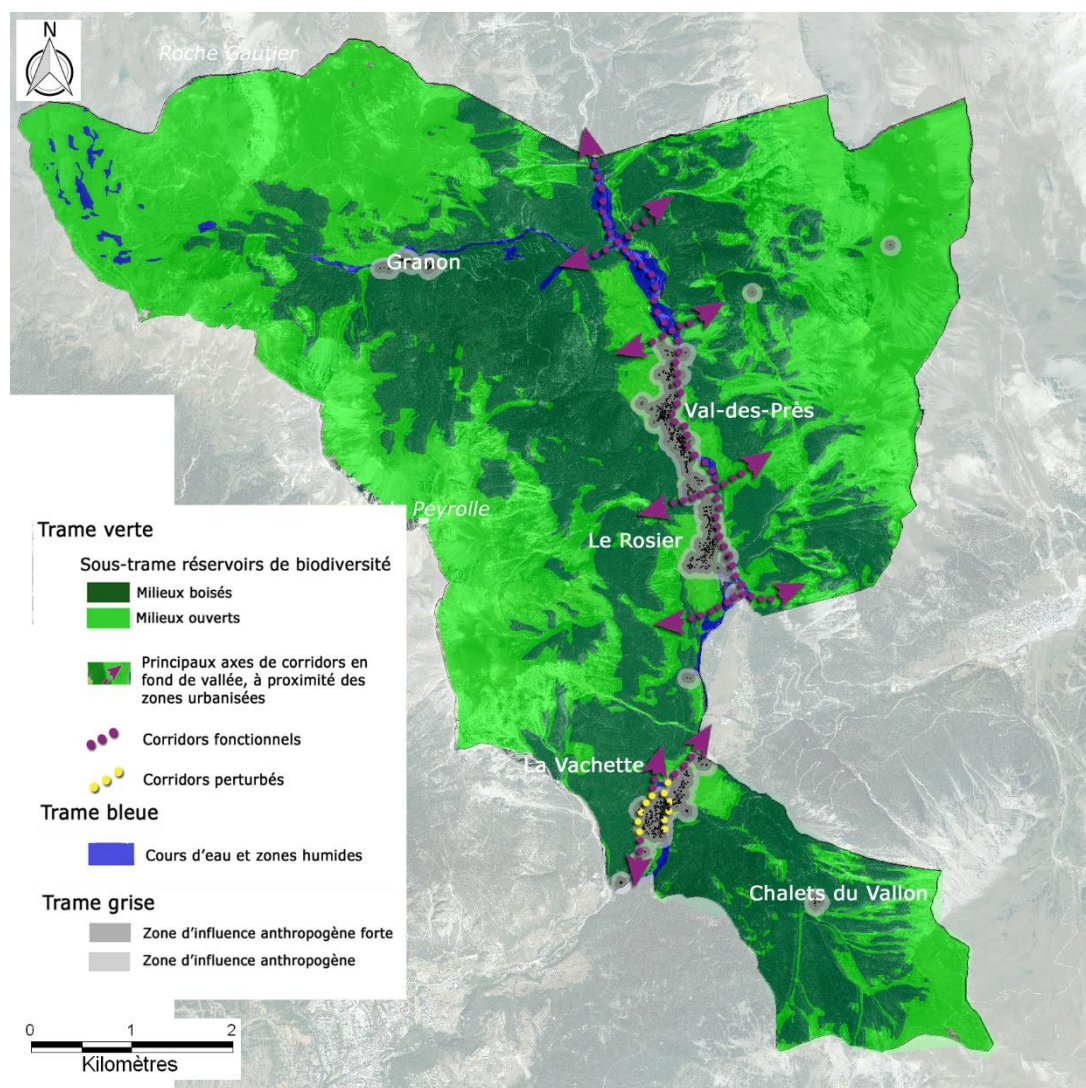 N
Roche Gautier
Granon
Val-des-Près
Peyrolle
Le Rosier
La Vachette
Chalets du Vallon
Trame verte
Sous-trame réservoirs de biodiversité
Milieux boisés
Milieux ouverts
Principaux axes de corridors en
fond de vallée, à proximité des
zones urbanisées
Corridors fonctionnels
Corridors perturbés
Trame bleue
Cours d'eau et zones humides
Trame grise
Zone d'influence anthropogène forte
Zone d'influence anthropogène
0 1 2
Kilomètres